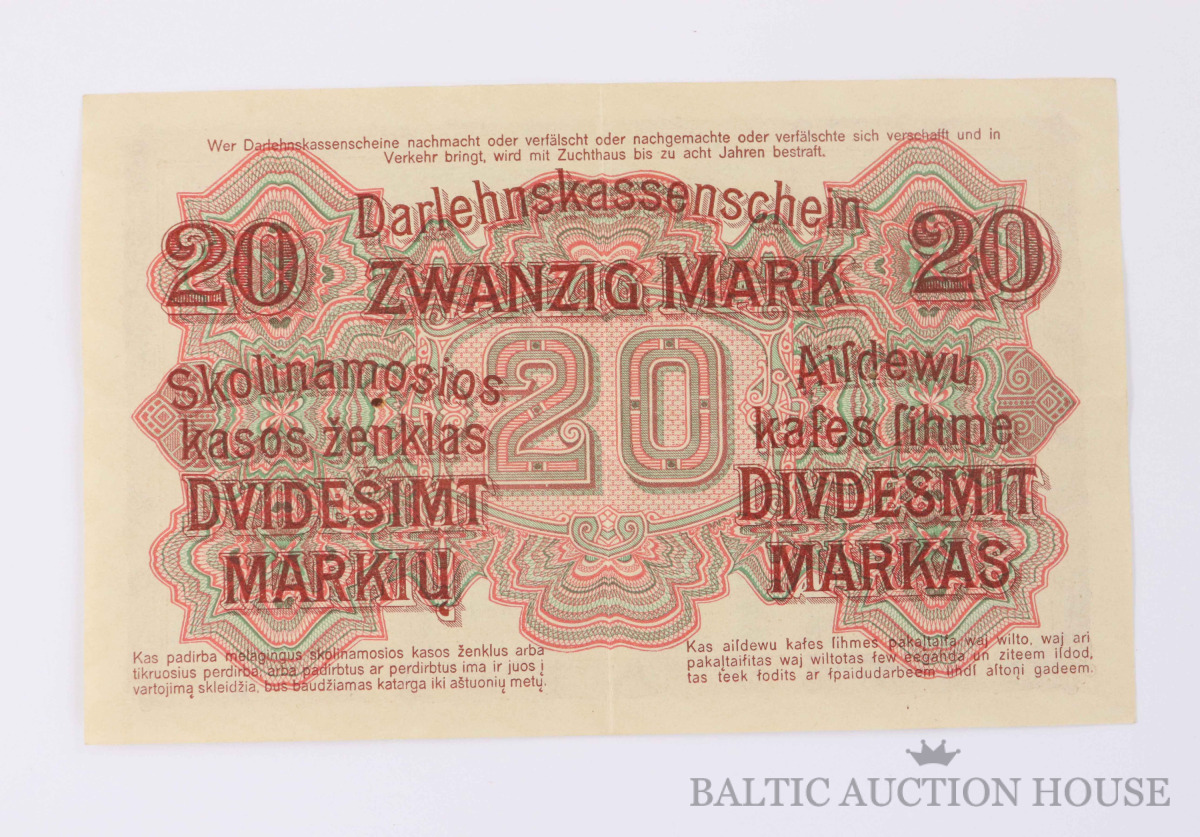 Wer Darlehnskassenscheine nachmacht oder verfälscht oder nachgemachte oder verfälschte sich verschafft und in
Verkehr bringt, wird mit Zuchthaus bis zu acht Jahren bestraft.
Darlehnskassenschein
20 ZWANZIG MARK 20
20
Skolinamosios
kasos ženklas
DVIDEŠIMT
MARKIŲ
Aiſdewu
kaſes ſihme
DIVDESMIT
MARKAS
Kas padirba melagingus skolinamosios kasos ženklus arba
tikruosius perdirba, arba padirbtus ar perdirbtus ima ir juos į
vartojimą skleidžia, bus baudžiamas katarga iki aštuonių metų.
Kas aiſdewu kaſes ſihmes pakaļtaiſa waj wilto, waj ari
pakaļtaiſitas waj wiltotas ſew eegahda un ziteem iſdod,
tas teek ſodits ar ſpaidudarbeem lihdſ aſtoņi gadeem.
BALTIC AUCTION HOUSE